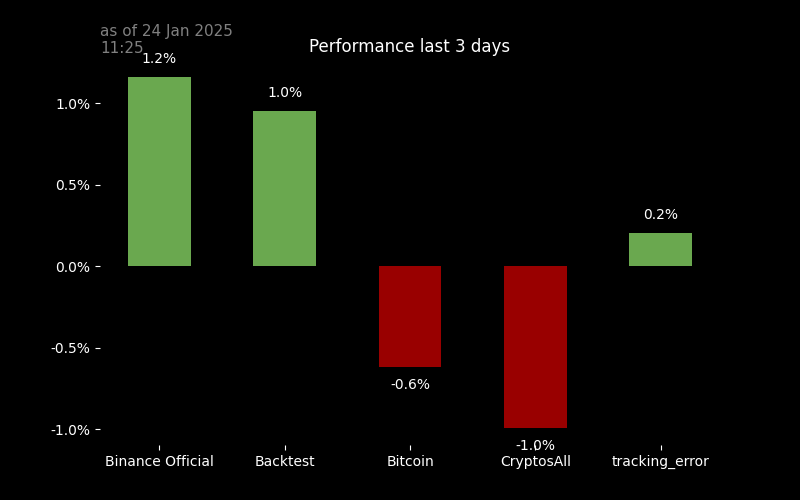 as of 24 Jan 2025
11:25
Performance last 3 days
1.2%
1.0%
1.0%
0.5%
0.2%
0.0%
-0.5%
-0.6%
-1.0%
-1.0%
Binance Official
Backtest
Bitcoin
CryptosAll
tracking_error